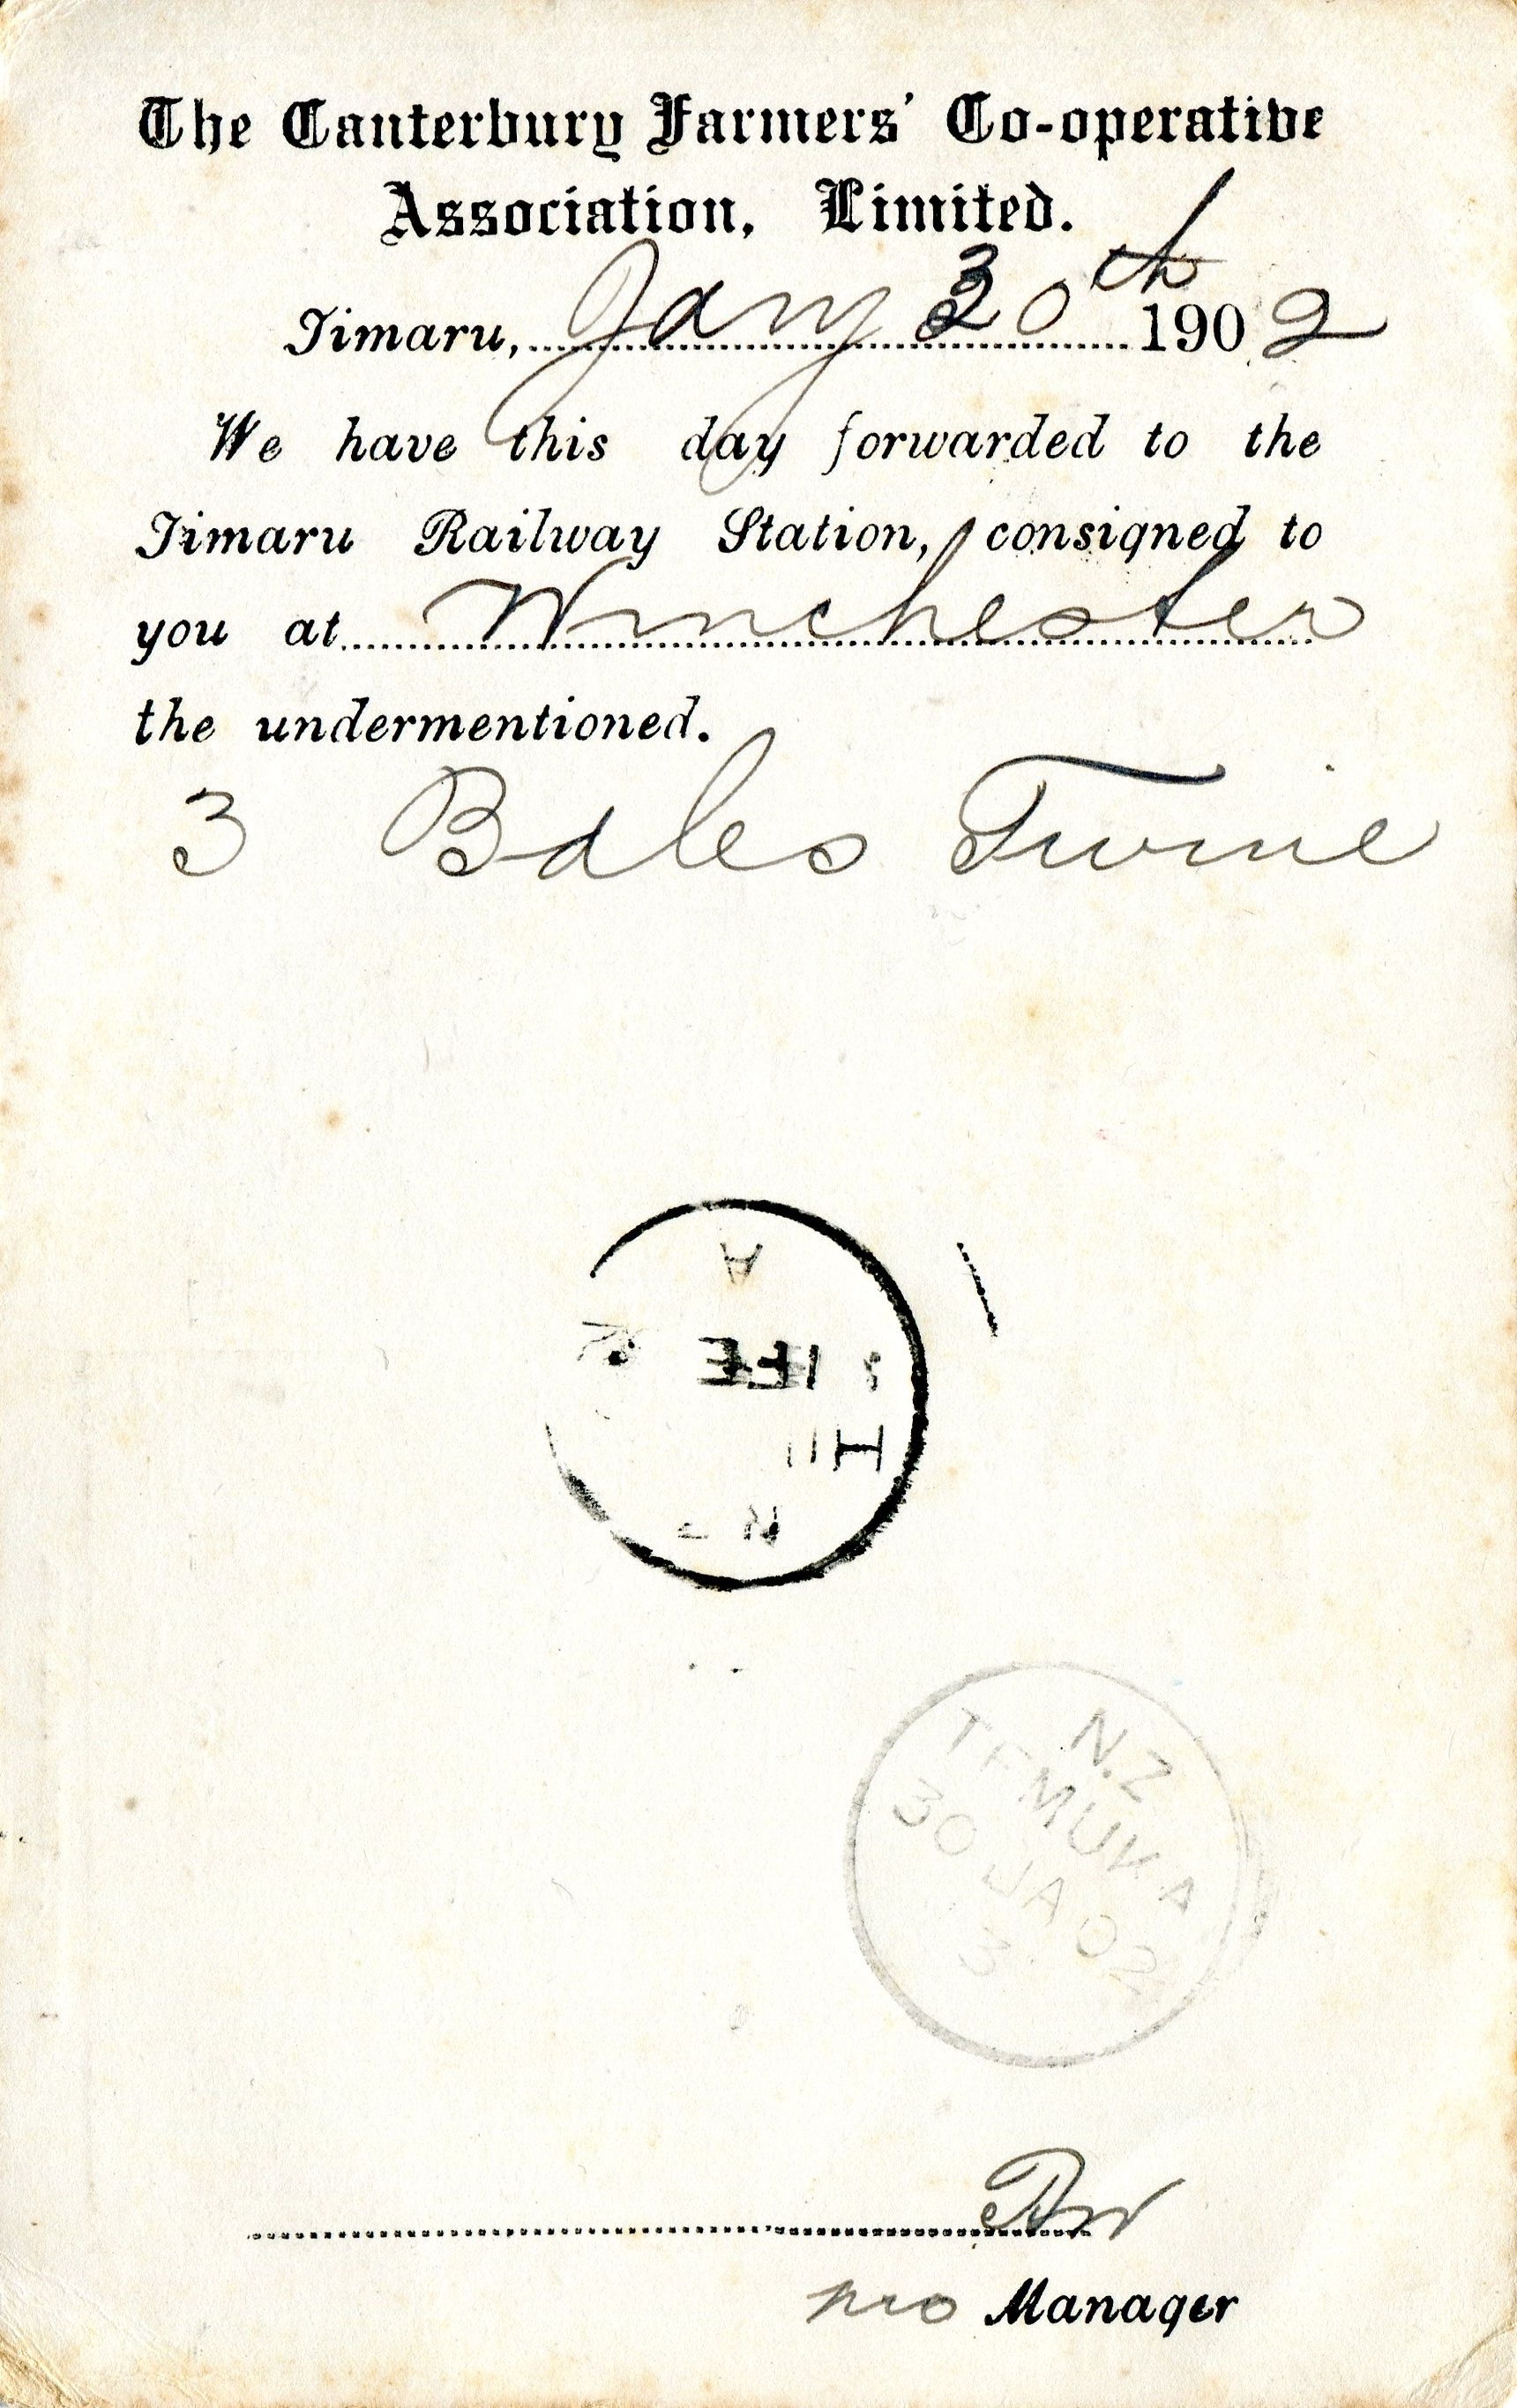 The Canterbury Farmers' Co-operative
Association, Limited.
Timaru, Jany 30th 1902
We have this day forwarded to the
Timaru Railway Station, consigned to
you at Winchester
the undermentioned.
3 Bales Twine
A
FE
H
N.Z
TEMUKA
30 JA 02
3
pro Manager